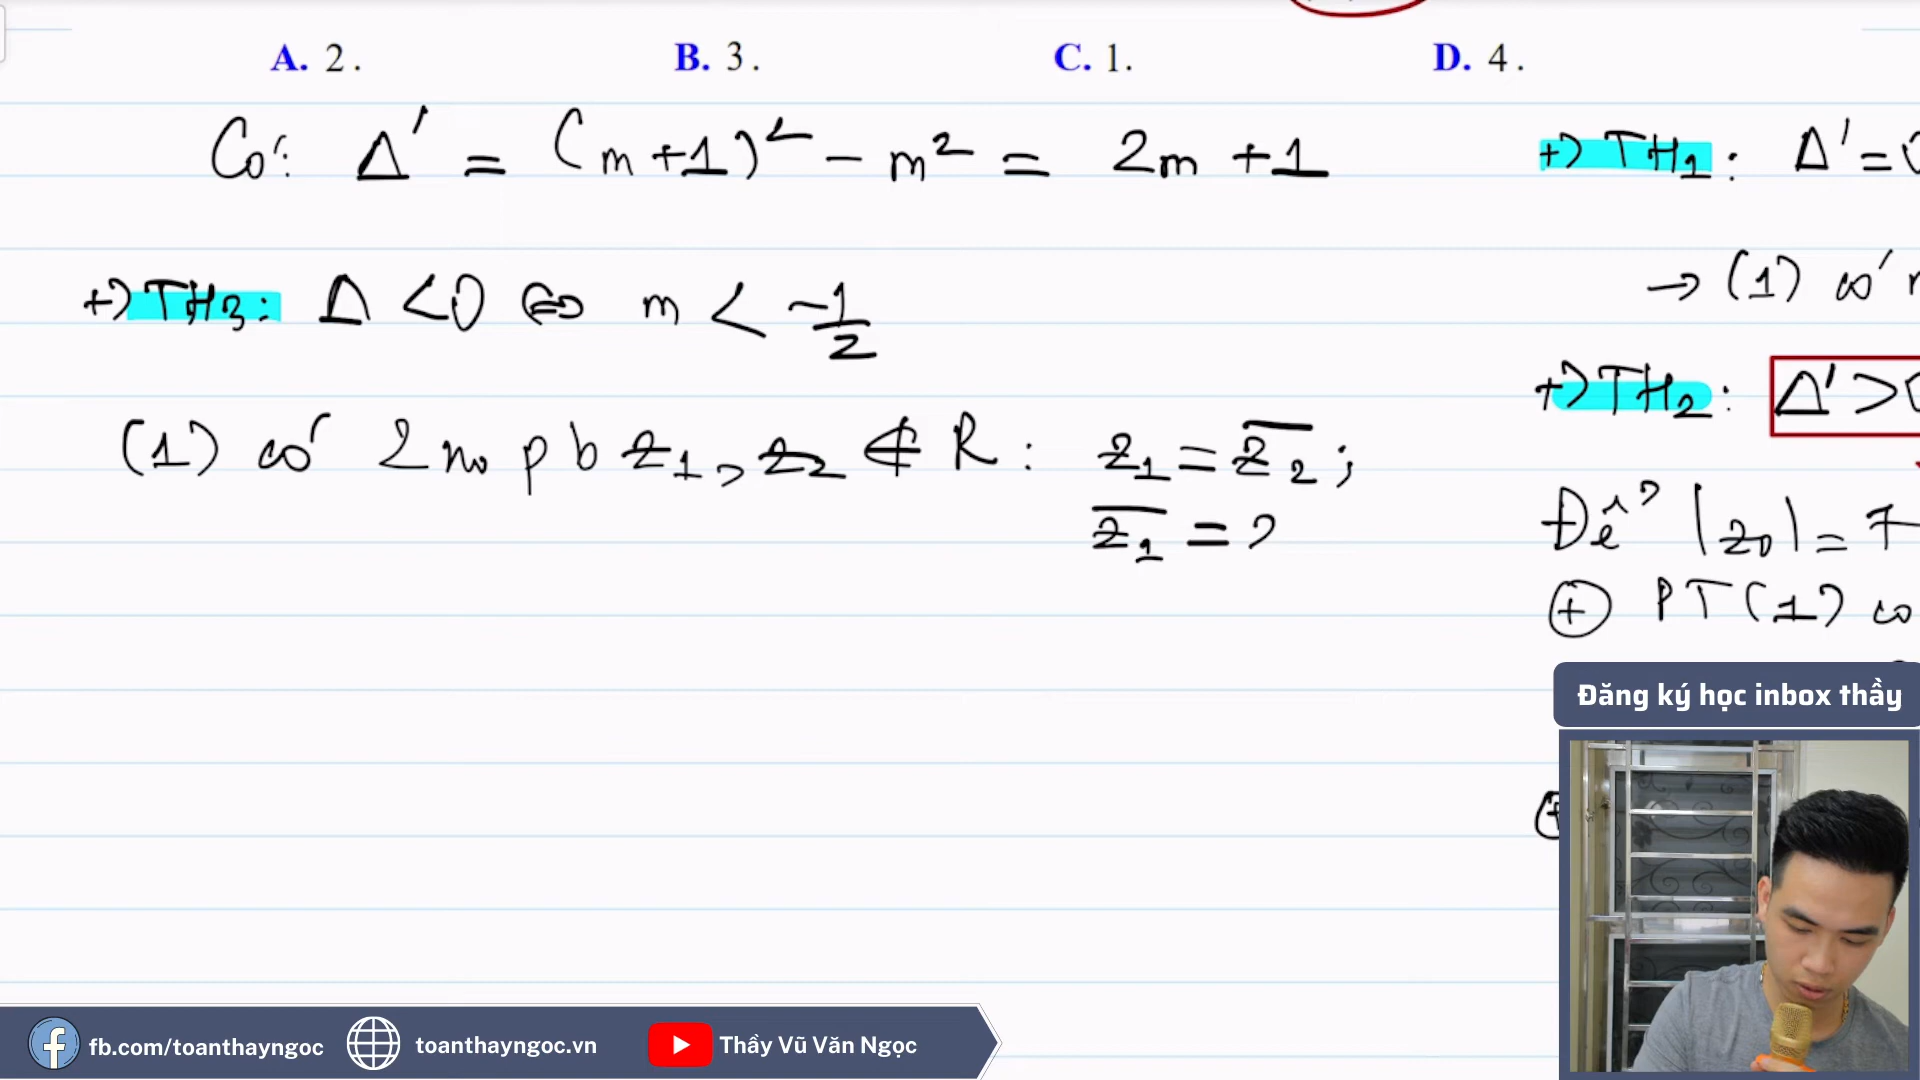 A. 2. B. 3. C. 1. D. 4.
Có: Δ' = (m+1)² − m² = 2m + 1
+) TH3: Δ < 0 ⇔ m < −1/2
(1) có 2 no pb z₁, z₂ ∉ R: z₁ = z̅₂;
z̅₁ =
+) TH1: Δ' =
→ (1) có
+) TH2: Δ' >
Để |z₀| = 7
⊕ PT(1) có
Đăng ký học inbox thầy
fb.com/toanthayngoc toanthayngoc.vn Thầy Vũ Văn Ngọc